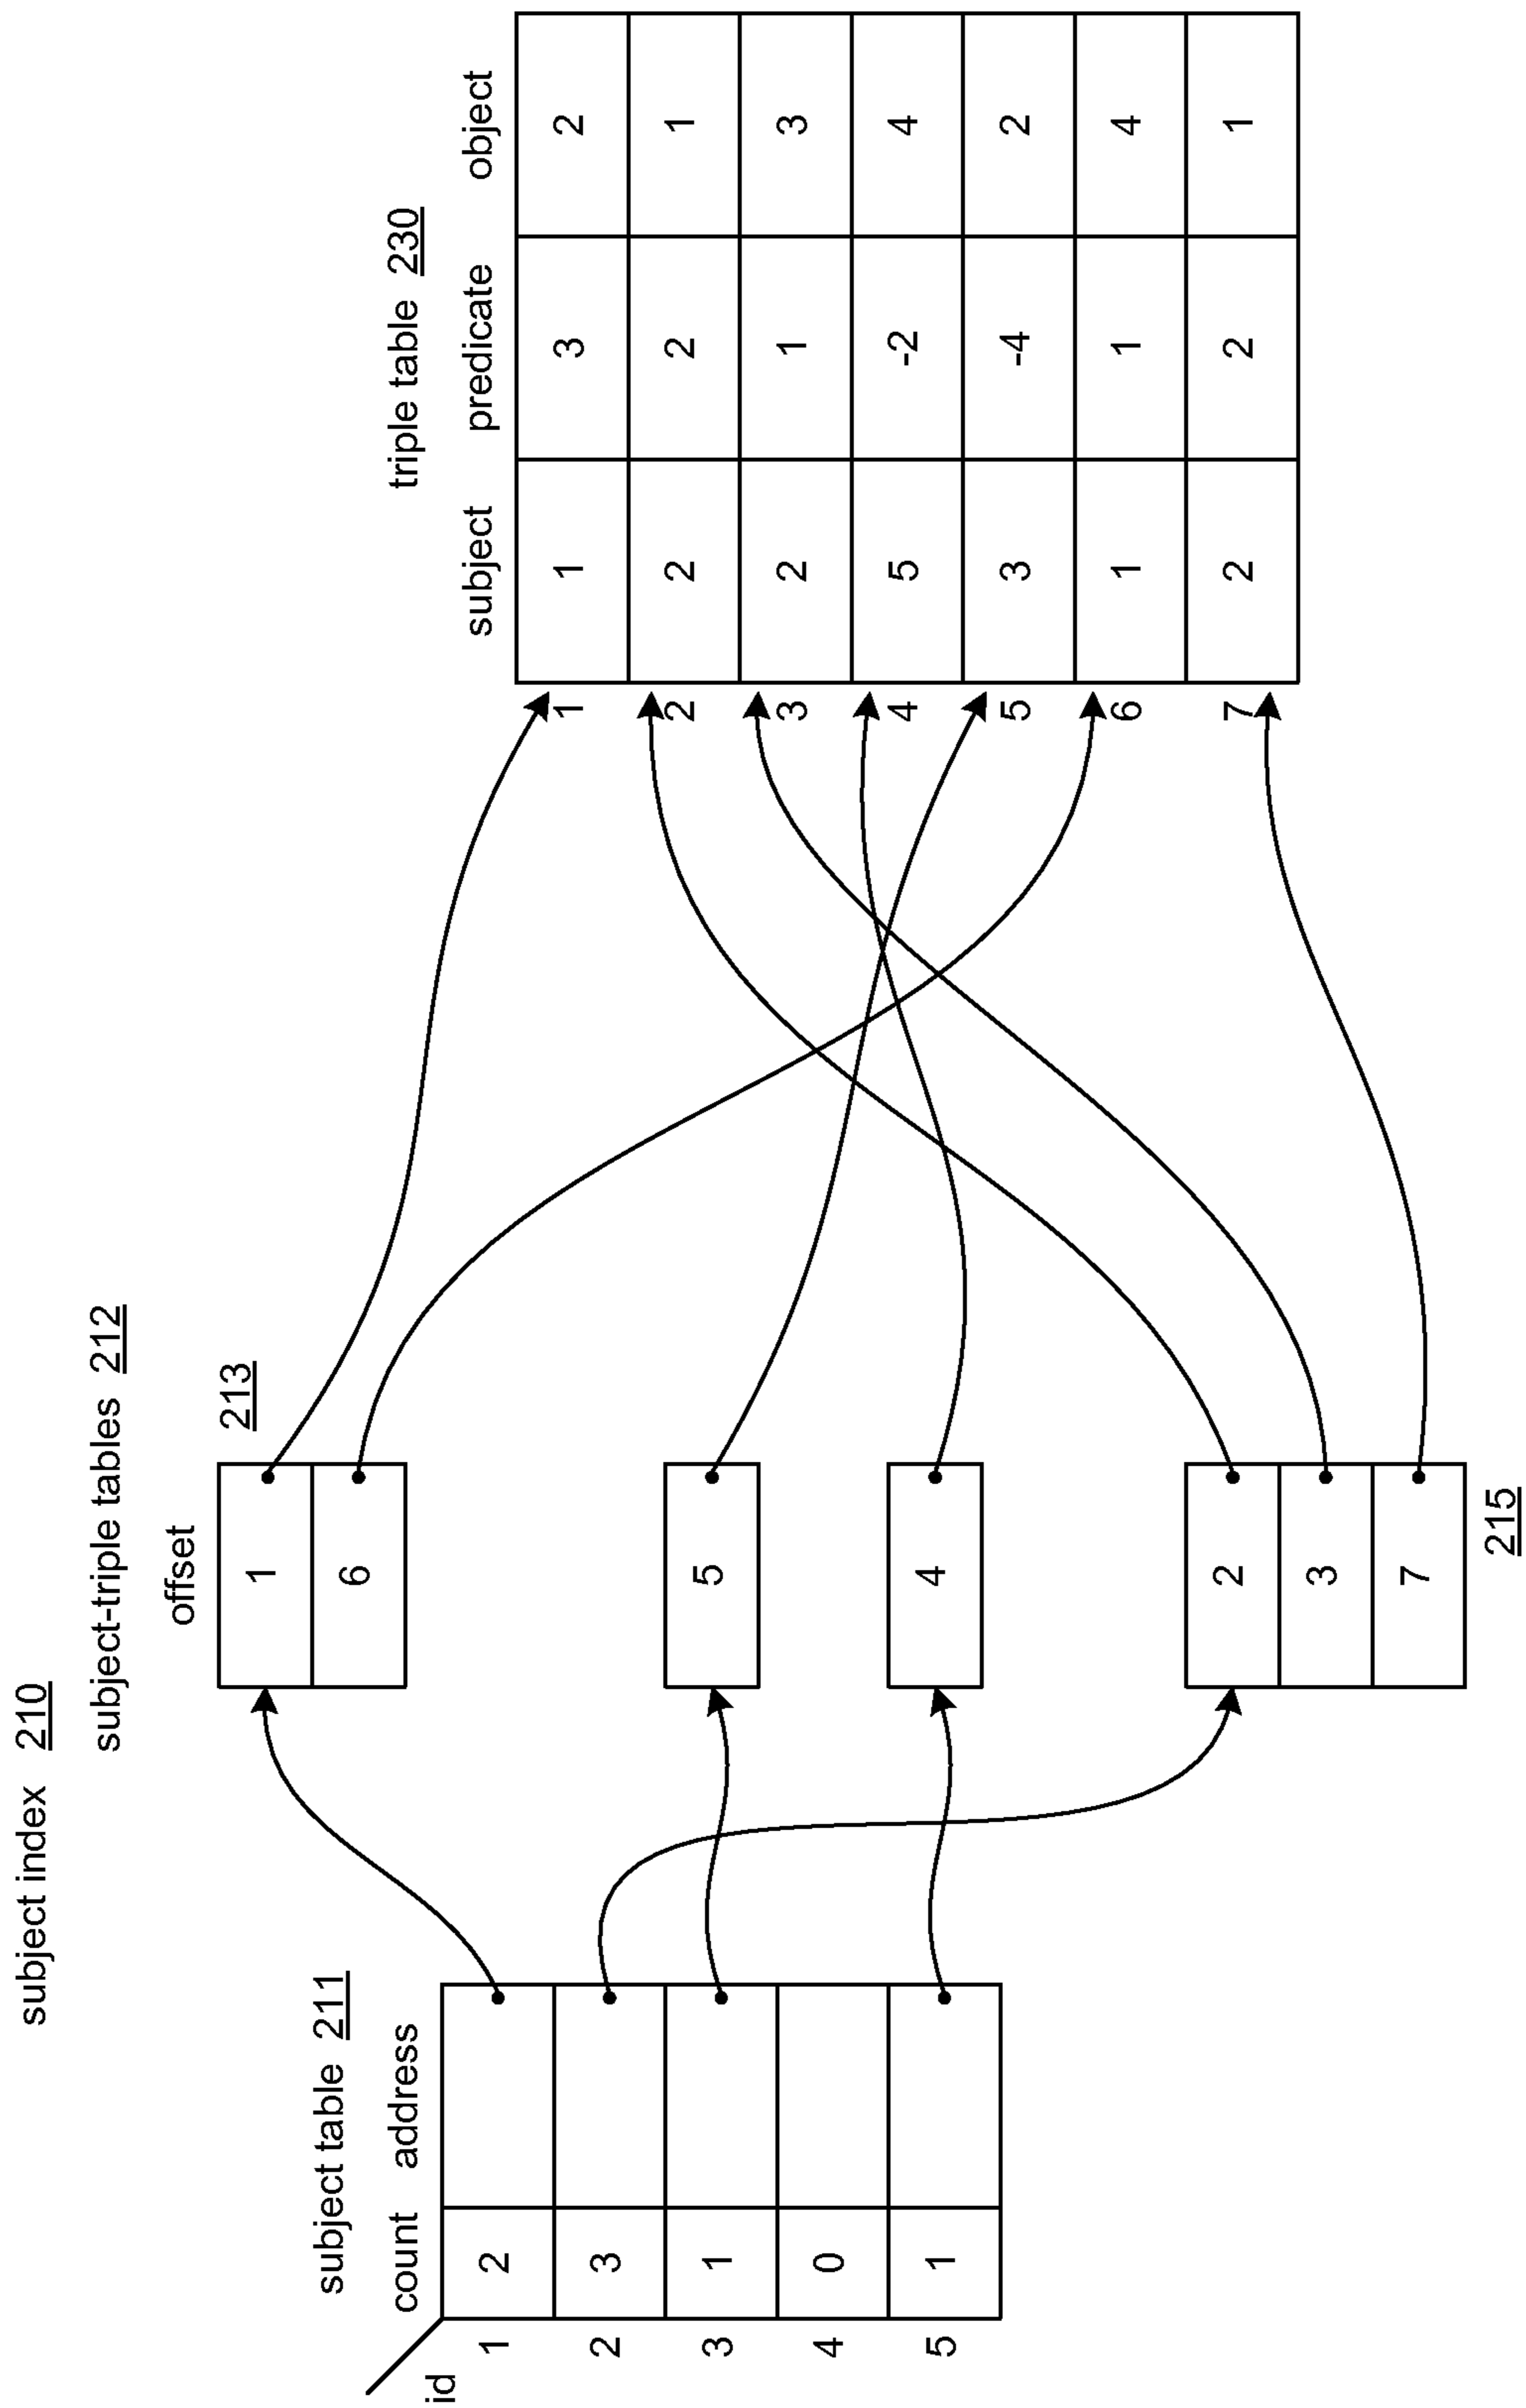 subject index 210
subject-triple tables 212
subject table 211
count address
id
1 2
2 3
3 1
4 0
5 1
offset
213
1
6
5
4
2
3
7
215
triple table 230
subject predicate object
1 1 3 2
2 2 2 1
3 2 1 3
4 5 -2 4
5 3 -4 2
6 1 1 4
7 2 2 1